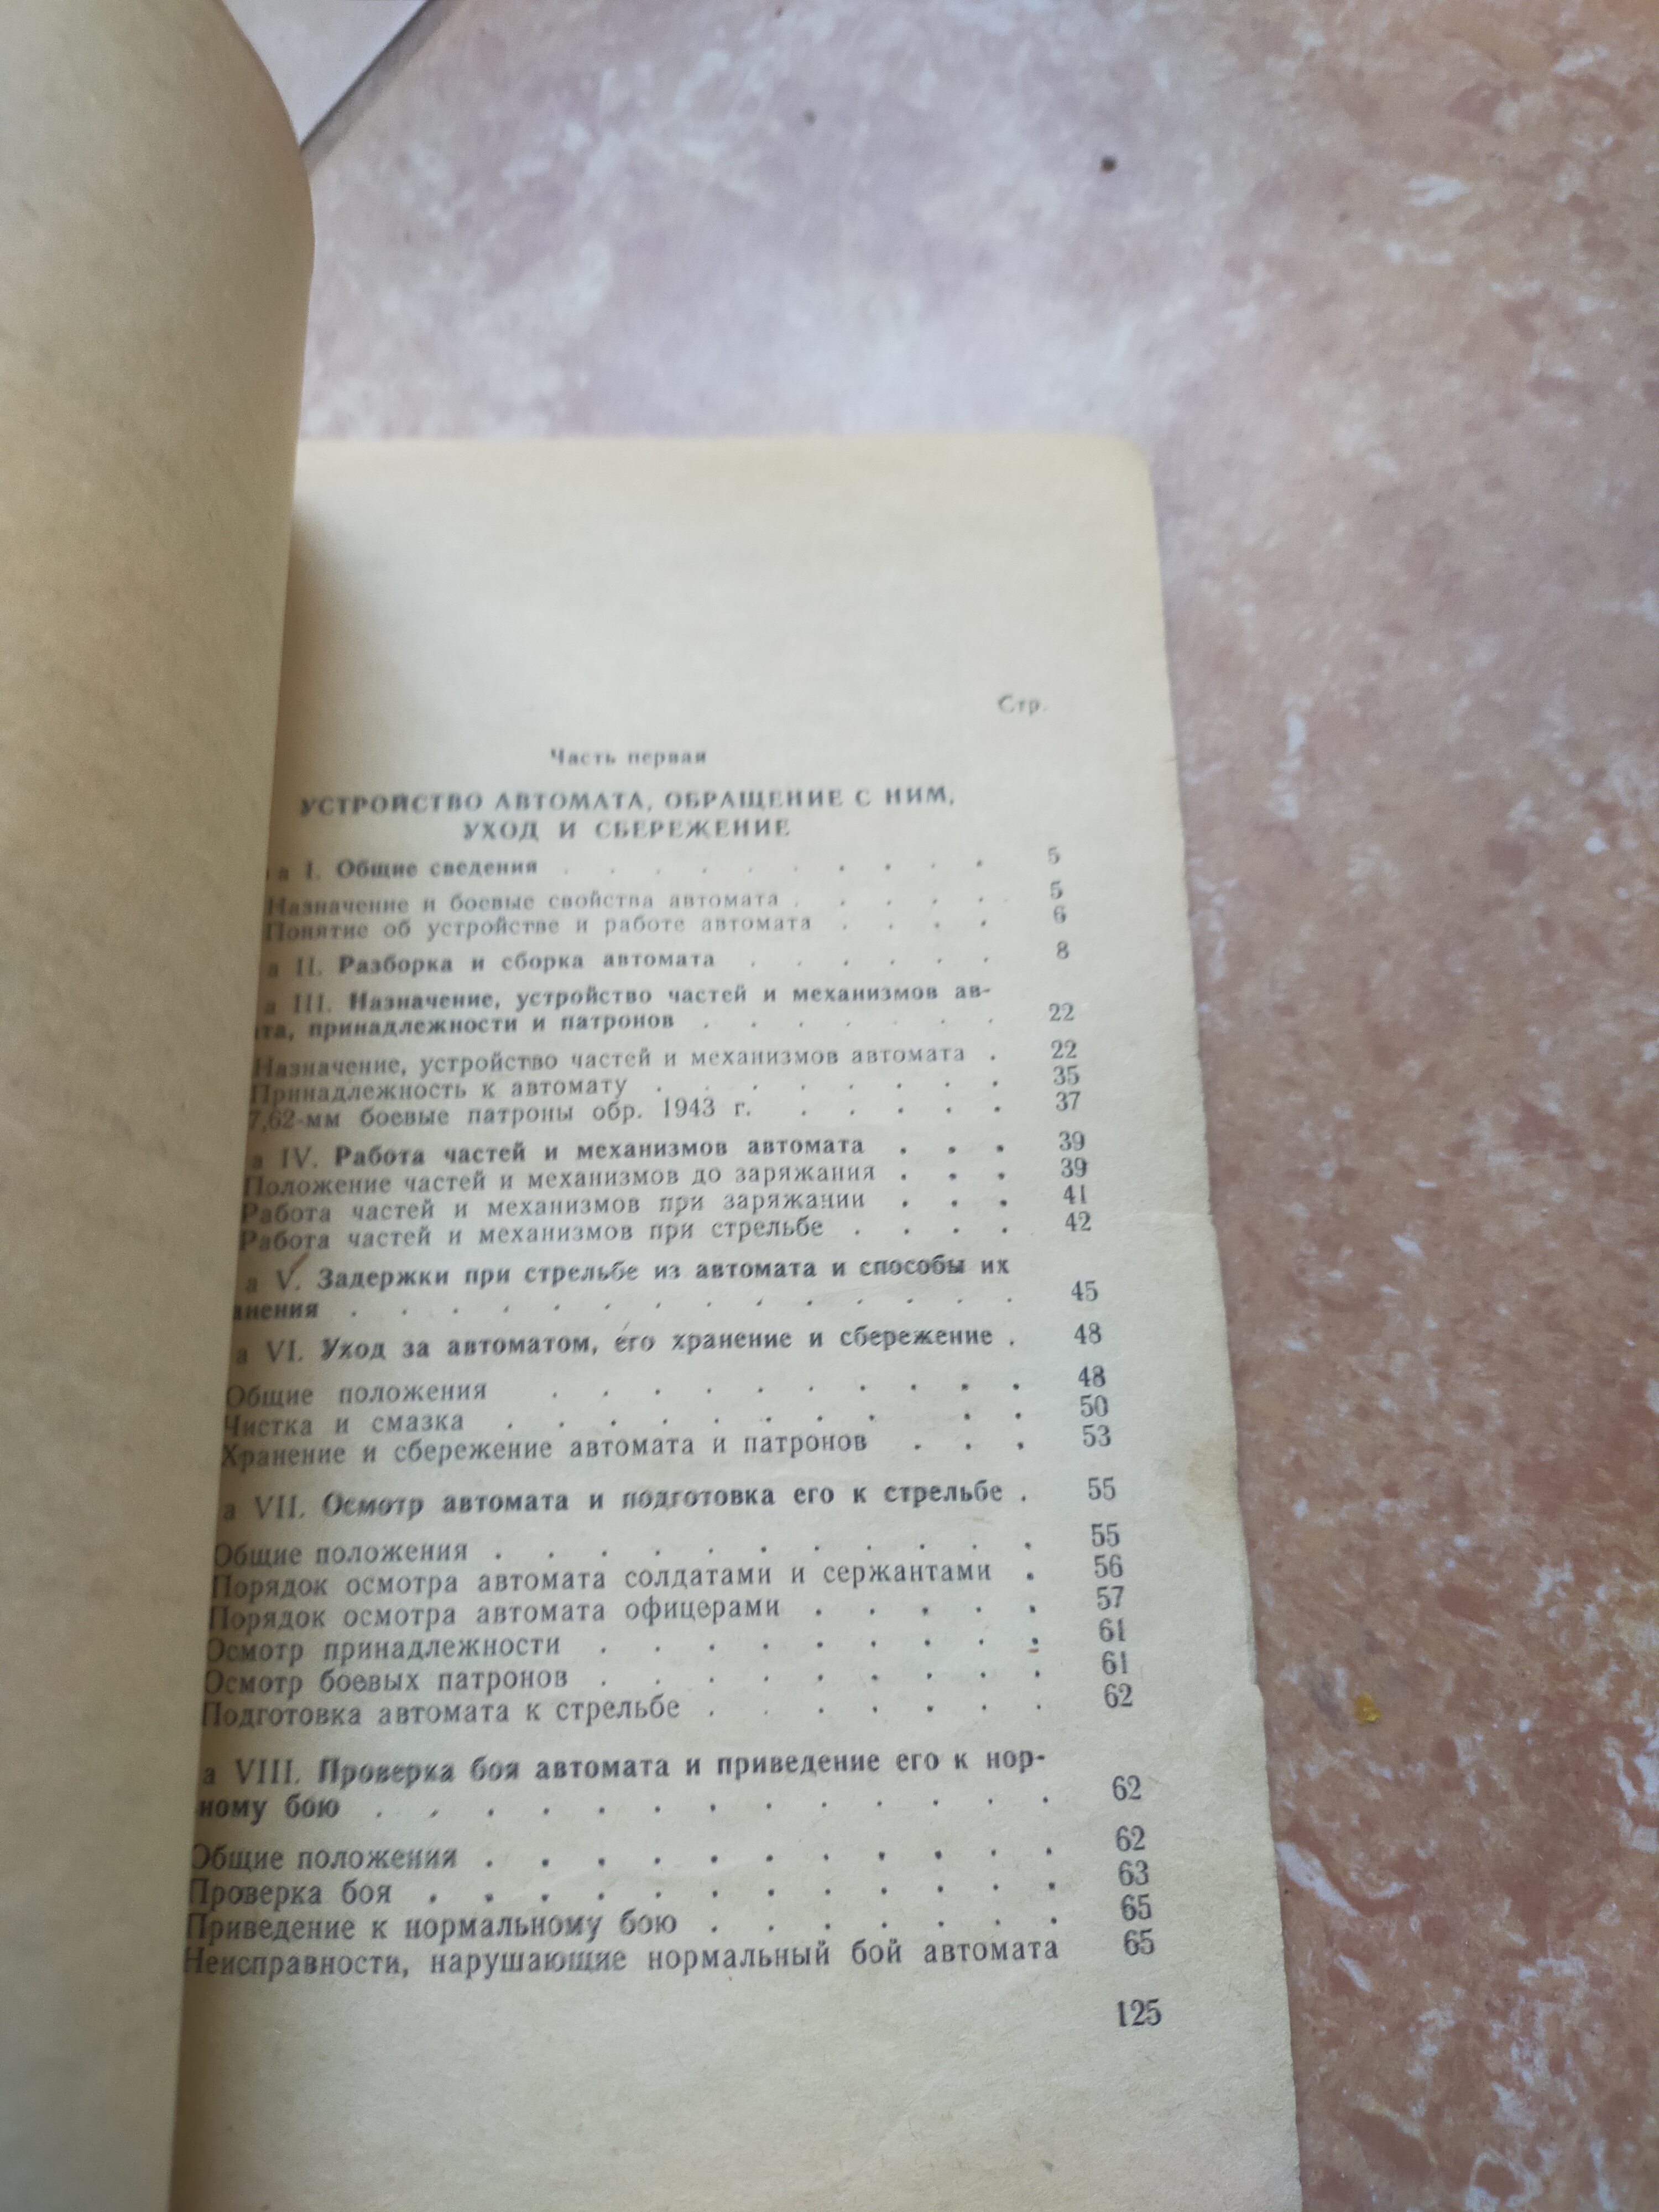 Стр.
Часть первая
УСТРОЙСТВО АВТОМАТА, ОБРАЩЕНИЕ С НИМ,
УХОД И СБЕРЕЖЕНИЕ
а I. Общие сведения . . . . . . . . . . 5
Назначение и боевые свойства автомата . . . . . 5
Понятие об устройстве и работе автомата . . . . 6
а II. Разборка и сборка автомата . . . . . . 8
а III. Назначение, устройство частей и механизмов ав-
та, принадлежности и патронов . . . . . . . 22
Назначение, устройство частей и механизмов автомата . 22
Принадлежность к автомату . . . . . . . . 35
7,62-мм боевые патроны обр. 1943 г. . . . . . 37
а IV. Работа частей и механизмов автомата . . . 39
Положение частей и механизмов до заряжания . . . 39
Работа частей и механизмов при заряжании . . . 41
Работа частей и механизмов при стрельбе . . . . 42
а V. Задержки при стрельбе из автомата и способы их
анения . . . . . . . . . . . . . . 45
а VI. Уход за автоматом, его хранение и сбережение . 48
Общие положения . . . . . . . . . . 48
Чистка и смазка . . . . . . . . . . 50
Хранение и сбережение автомата и патронов . . . 53
а VII. Осмотр автомата и подготовка его к стрельбе . 55
Общие положения . . . . . . . . . . . 55
Порядок осмотра автомата солдатами и сержантами . 56
Порядок осмотра автомата офицерами . . . . . 57
Осмотр принадлежности . . . . . . . . . 61
Осмотр боевых патронов . . . . . . . . . 61
Подготовка автомата к стрельбе . . . . . . . 62
а VIII. Проверка боя автомата и приведение его к нор-
ному бою . . . . . . . . . . . . . 62
Общие положения . . . . . . . . . . . 62
Проверка боя . . . . . . . . . . . . 63
Приведение к нормальному бою . . . . . . . 65
Неисправности, нарушающие нормальный бой автомата 65
125